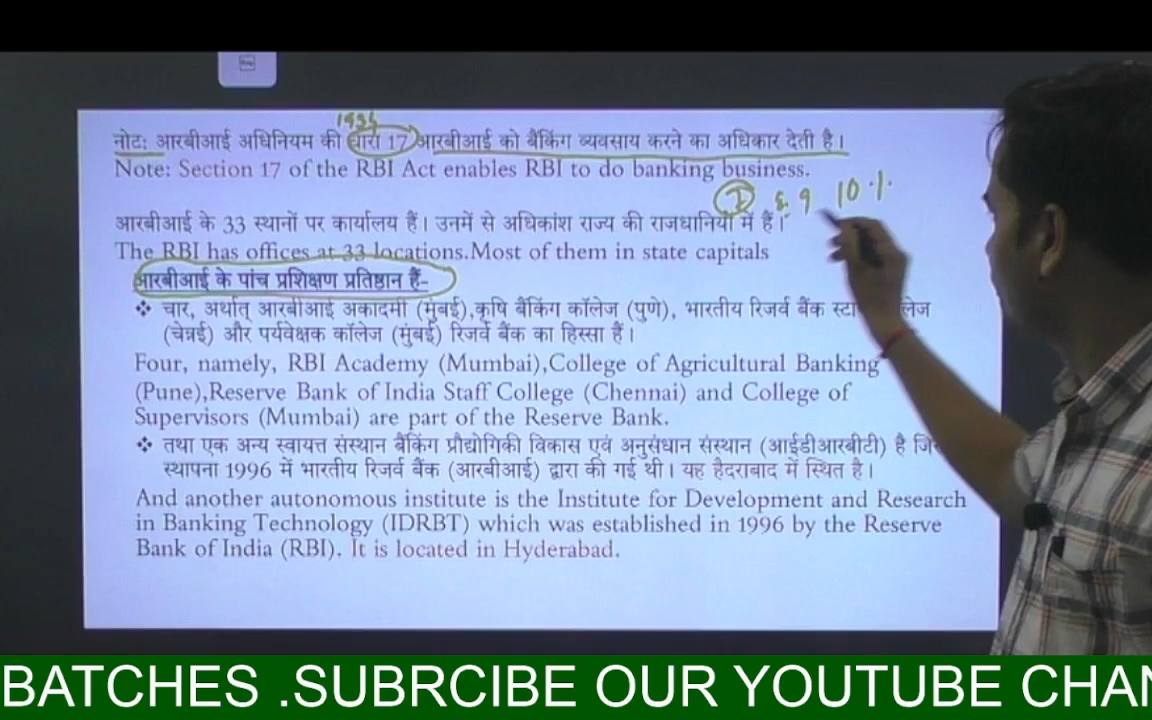 1934
नोट: आरबीआई अधिनियम की धारा 17 आरबीआई को बैंकिंग व्यवसाय करने का अधिकार देती है।
Note: Section 17 of the RBI Act enables RBI to do banking business.
8. 9 10 %
आरबीआई के 33 स्थानों पर कार्यालय हैं। उनमें से अधिकांश राज्य की राजधानियों में हैं।
The RBI has offices at 33 locations.Most of them in state capitals
आरबीआई के पांच प्रशिक्षण प्रतिष्ठान हैं-
❖ चार, अर्थात् आरबीआई अकादमी (मुंबई),कृषि बैंकिंग कॉलेज (पुणे), भारतीय रिजर्व बैंक
(चेन्नई) और पर्यवेक्षक कॉलेज (मुंबई) रिजर्व बैंक का हिस्सा हैं।
Four, namely, RBI Academy (Mumbai),College of Agricultural Banking
(Pune),Reserve Bank of India Staff College (Chennai) and College of
Supervisors (Mumbai) are part of the Reserve Bank.
❖ तथा एक अन्य स्वायत्त संस्थान बैंकिंग प्रौद्योगिकी विकास एवं अनुसंधान संस्थान (आईडीआरबीटी) है
स्थापना 1996 में भारतीय रिजर्व बैंक (आरबीआई) द्वारा की गई थी। यह हैदराबाद में स्थित है।
And another autonomous institute is the Institute for Development and Research
in Banking Technology (IDRBT) which was established in 1996 by the Reserve
Bank of India (RBI). It is located in Hyderabad.
BATCHES .SUBRCIBE OUR YOUTUBE CHAN